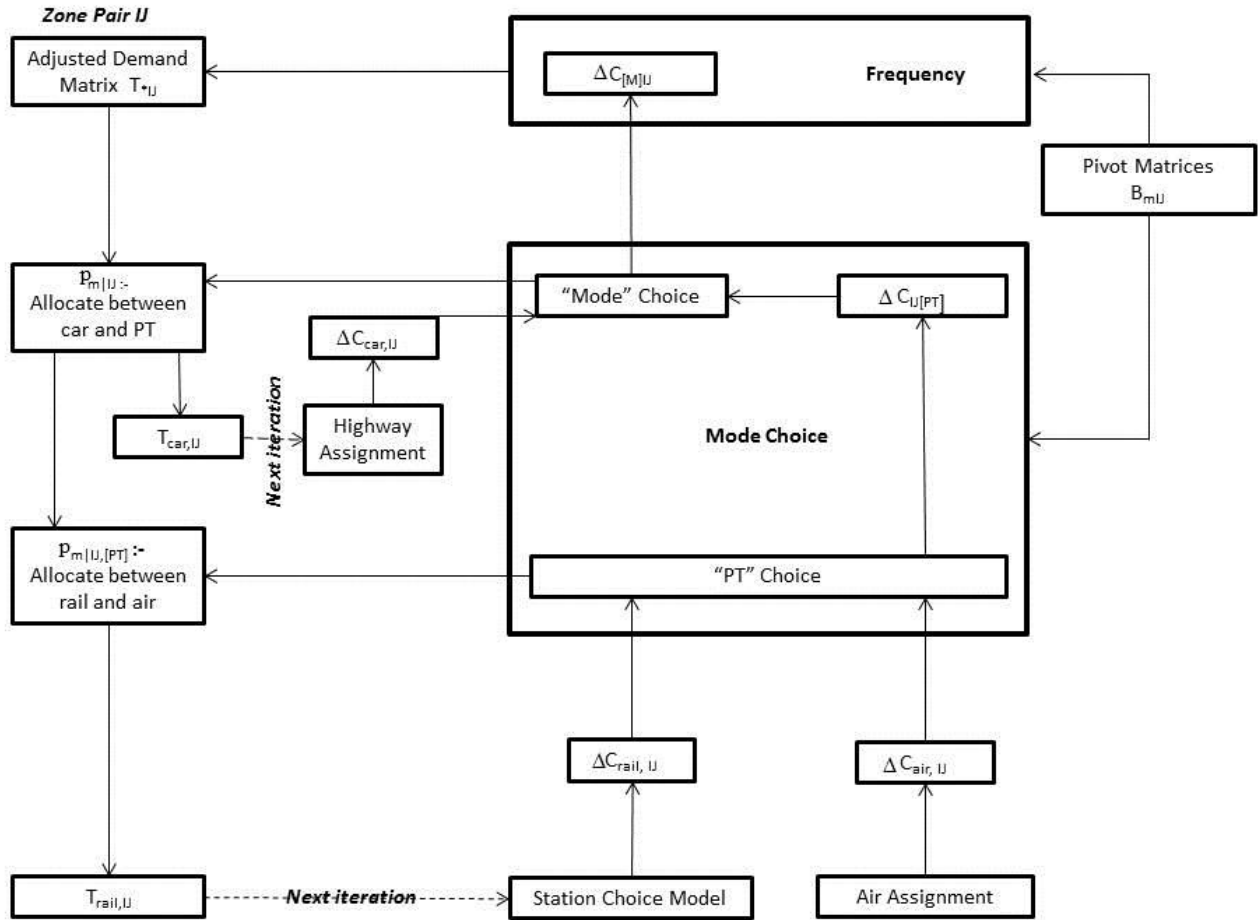 Zone Pair IJ
Adjusted Demand
Matrix T*IJ
ΔC[M]IJ
Frequency
Pivot Matrices
BmIJ
pm|IJ :-
Allocate between
car and PT
"Mode" Choice
ΔCIJ[PT]
ΔCcar,IJ
Tcar,IJ
Next iteration
Highway
Assignment
Mode Choice
pm|IJ,[PT] :-
Allocate between
rail and air
"PT" Choice
ΔCrail, IJ
ΔCair, IJ
Trail,IJ
Next iteration
Station Choice Model
Air Assignment